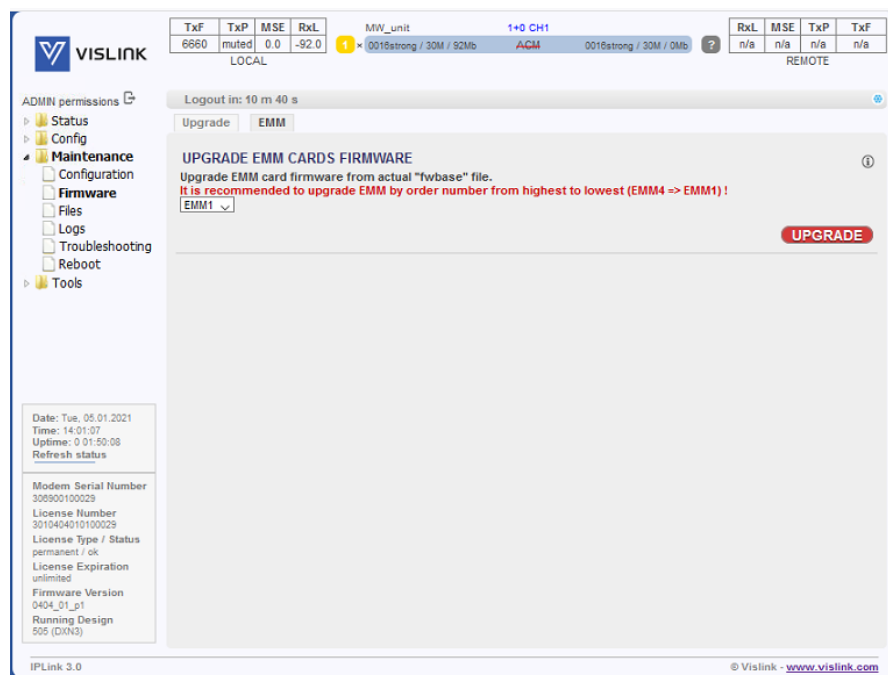 VISLINK
TxF TxP MSE RxL
6660 muted 0.0 -92.0
LOCAL
MW_unit 1+0 CH1
1 × 0016strong / 30M / 92Mb ACM 0016strong / 30M / 0Mb ?
RxL MSE TxP TxF
n/a n/a n/a n/a
REMOTE
ADMIN permissions
Status
Config
Maintenance
Configuration
Firmware
Files
Logs
Troubleshooting
Reboot
Tools
Logout in: 10 m 40 s
Upgrade EMM
UPGRADE EMM CARDS FIRMWARE
Upgrade EMM card firmware from actual "fwbase" file.
It is recommended to upgrade EMM by order number from highest to lowest (EMM4 => EMM1) !
EMM1
UPGRADE
Date: Tue, 05.01.2021
Time: 14:01:07
Uptime: 0 01:50:08
Refresh status
Modem Serial Number
306900100029
License Number
3010404010100029
License Type / Status
permanent / ok
License Expiration
unlimited
Firmware Version
0404_01_p1
Running Design
505 (DXN3)
IPLink 3.0
© Vislink - www.vislink.com